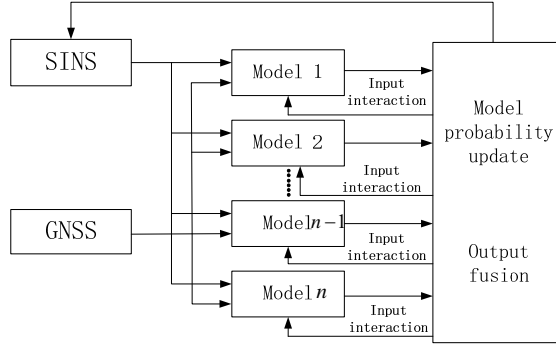 SINS
GNSS
Model 1
Input
interaction
Model 2
Input
interaction
Model n-1
Input
interaction
Model n
Input
interaction
Model
probability
update
Output
fusion